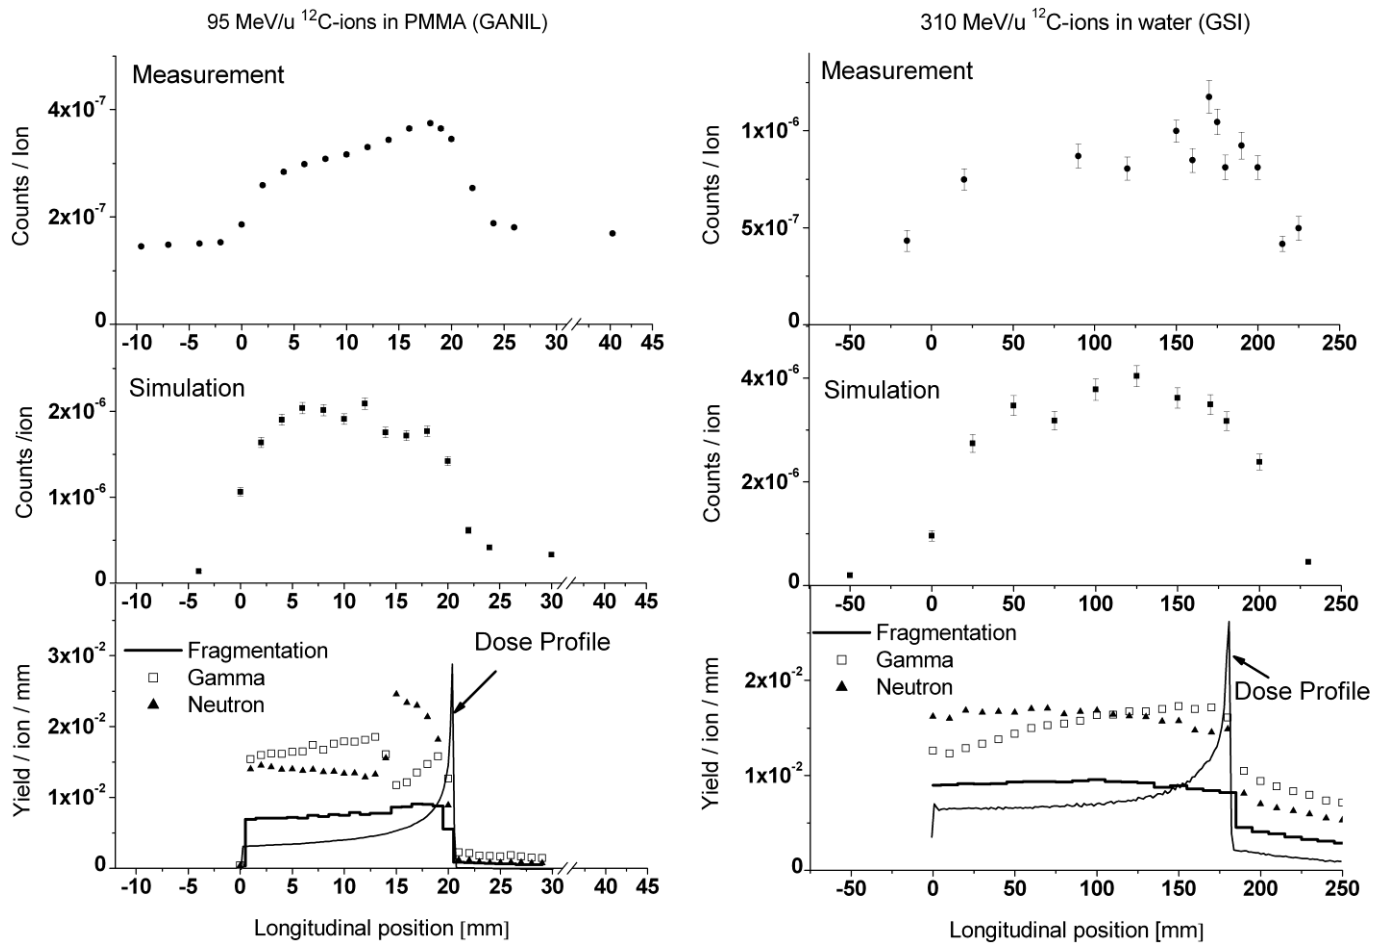 95 MeV/u ¹²C-ions in PMMA (GANIL)
Measurement
Counts / Ion
4x10⁻⁷
2x10⁻⁷
0
-10 -5 0 5 10 15 20 25 30 40 45
Simulation
Counts /ion
2x10⁻⁶
1x10⁻⁶
0
-10 -5 0 5 10 15 20 25 30 40 45
Fragmentation
Gamma
Neutron
Dose Profile
Yield / ion / mm
3x10⁻²
2x10⁻²
1x10⁻²
0
-10 -5 0 5 10 15 20 25 30 40 45
Longitudinal position [mm]
310 MeV/u ¹²C-ions in water (GSI)
Measurement
Counts / Ion
1x10⁻⁶
5x10⁻⁷
0
-50 0 50 100 150 200 250
Simulation
Counts / ion
4x10⁻⁶
2x10⁻⁶
0
-50 0 50 100 150 200 250
Fragmentation
Gamma
Neutron
Dose Profile
Yield / ion / mm
2x10⁻²
1x10⁻²
0
-50 0 50 100 150 200 250
Longitudinal position [mm]